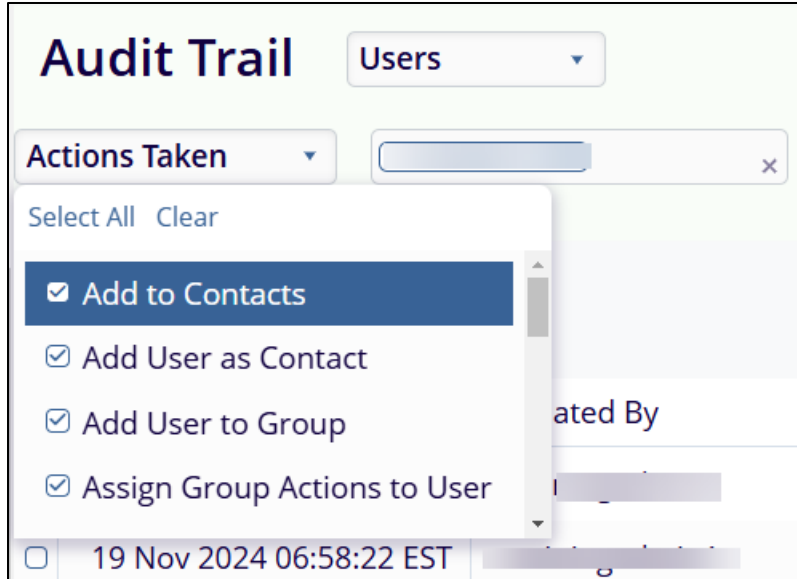 Audit Trail Users
Actions Taken
Select All Clear
Add to Contacts
Add User as Contact
Add User to Group
ated By
Assign Group Actions to User
19 Nov 2024 06:58:22 EST